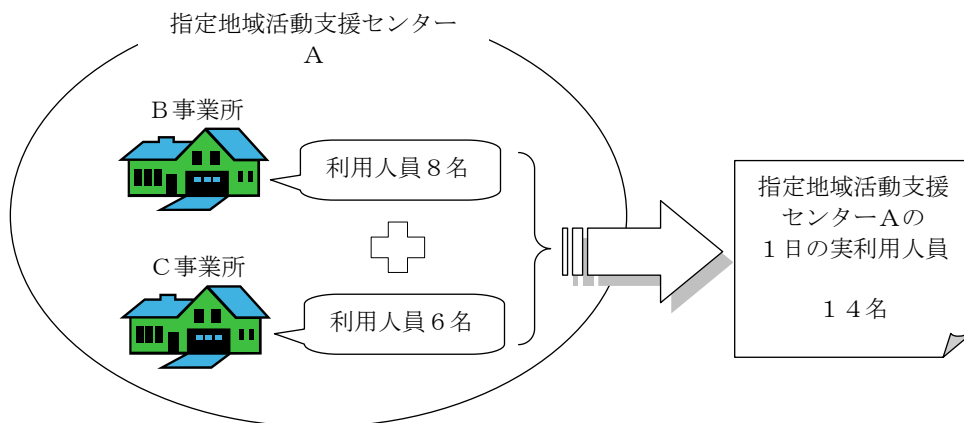 指定地域活動支援センター
A
B事業所
利用人員8名
C事業所
利用人員6名
指定地域活動支援
センターAの
1日の実利用人員
14名